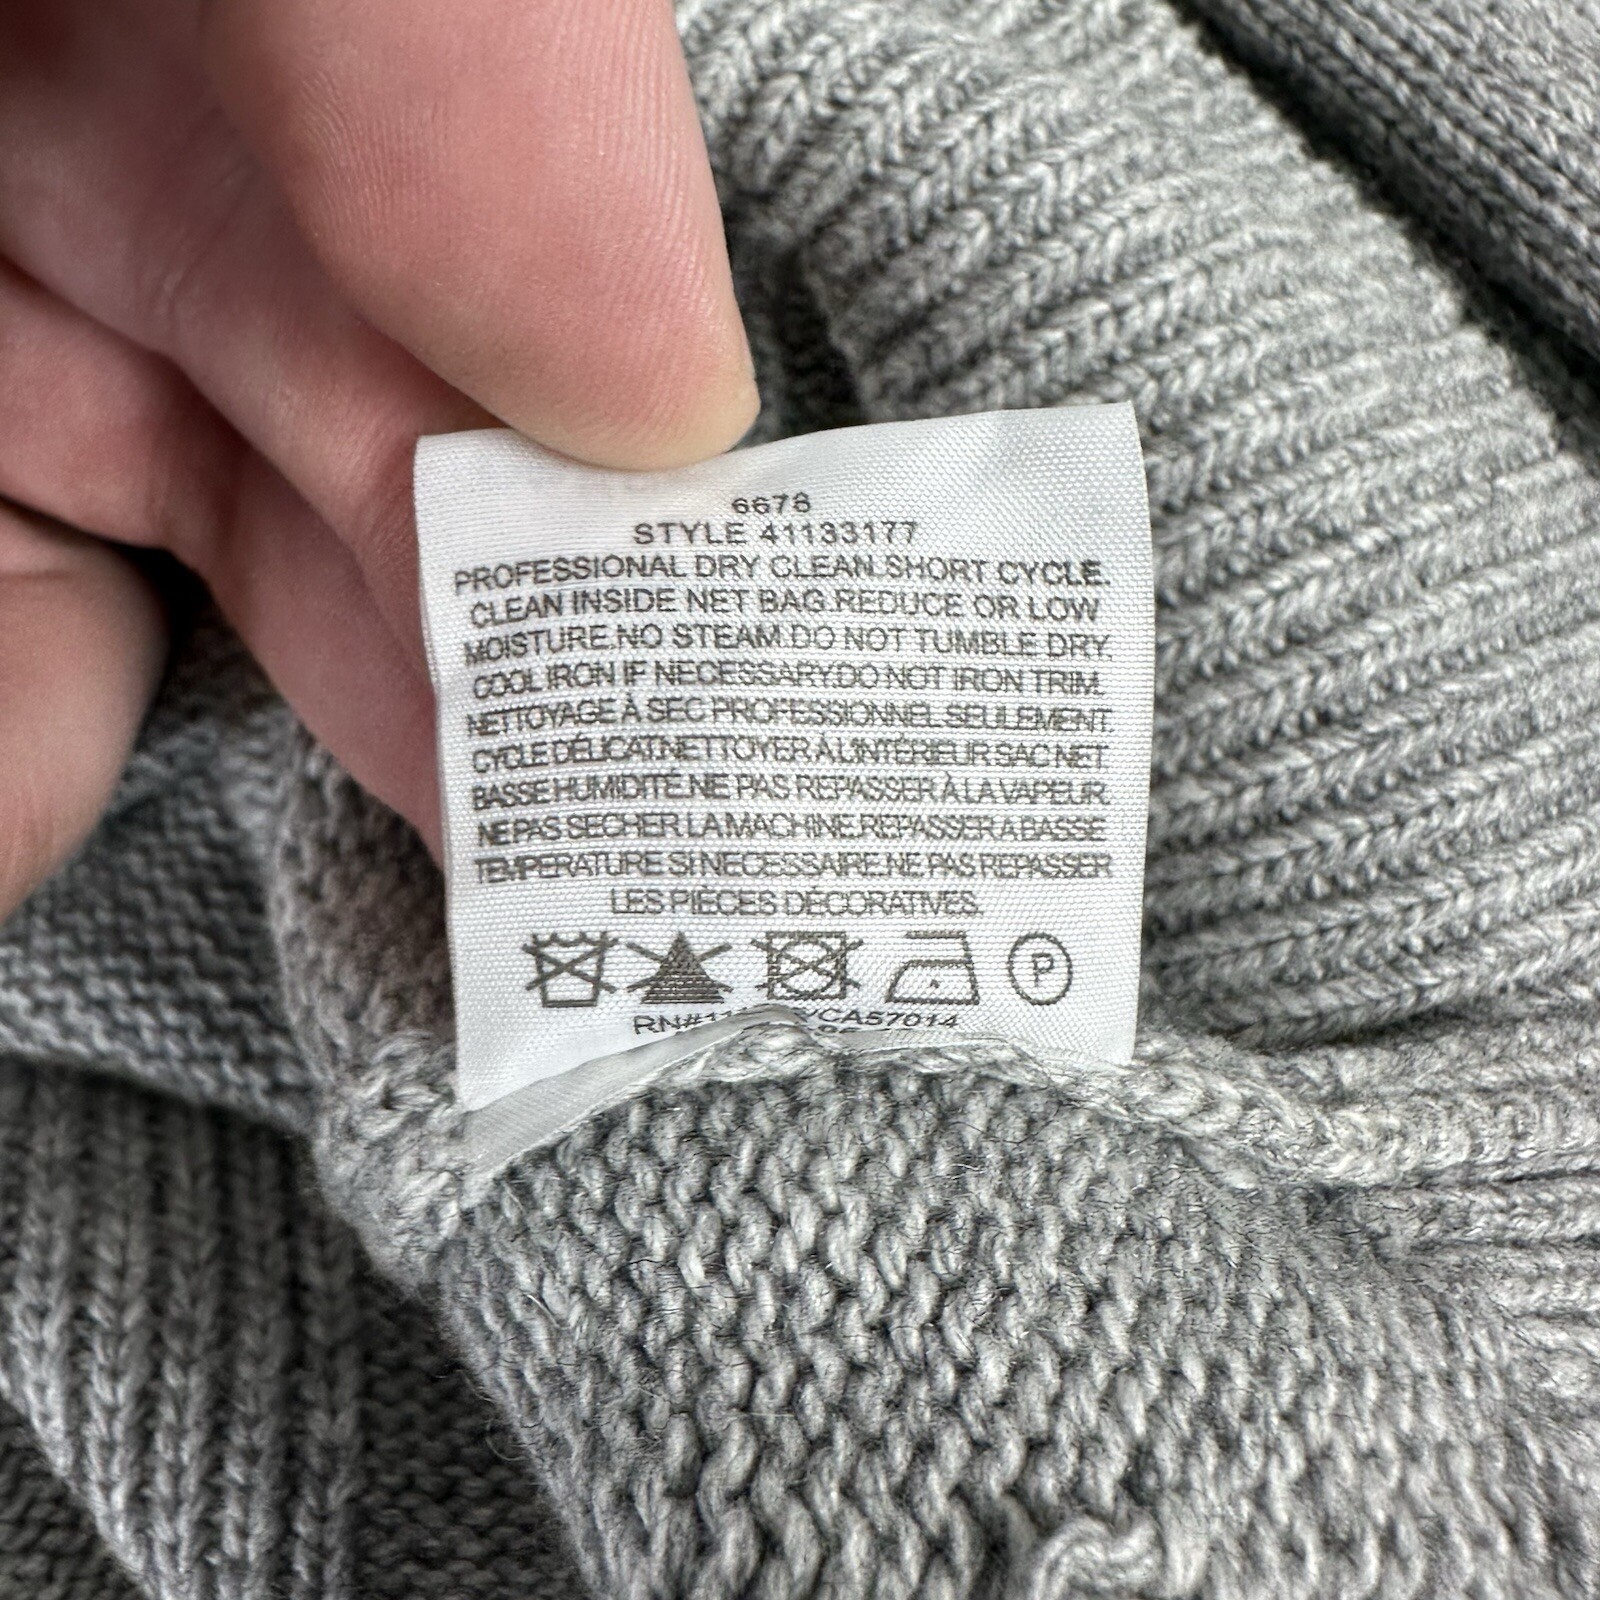 6678
STYLE 41133177
PROFESSIONAL DRY CLEAN.SHORT CYCLE.
CLEAN INSIDE NET BAG.REDUCE OR LOW
MOISTURE.NO STEAM.DO NOT TUMBLE DRY.
COOL IRON IF NECESSARY.DO NOT IRON TRIM.
NETTOYAGE À SEC PROFESSIONNEL SEULEMENT.
CYCLE DÉLICAT.NETTOYER À L'INTÉRIEUR SAC NET.
BASSE HUMIDITÉ.NE PAS REPASSER À LA VAPEUR.
NE PAS SECHER LA MACHINE.REPASSER A BASSE
TEMPERATURE SI NECESSAIRE.NE PAS REPASSER
LES PIÈCES DÉCORATIVES.
P
CA57014